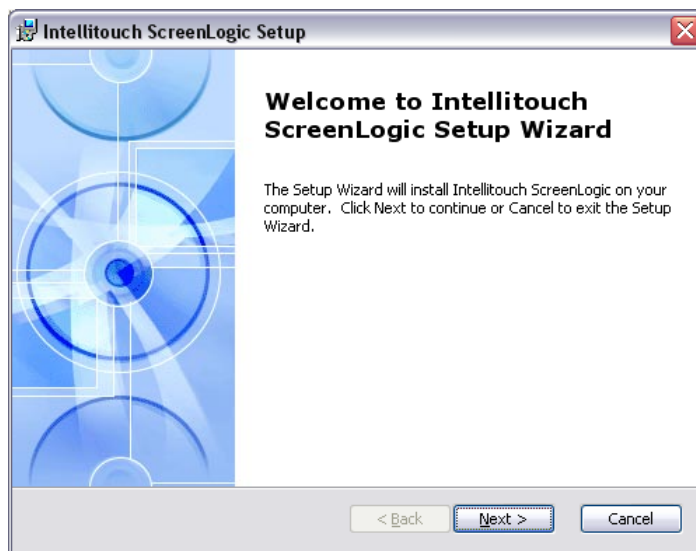 Intellitouch ScreenLogic Setup
Welcome to Intellitouch
ScreenLogic Setup Wizard
The Setup Wizard will install Intellitouch ScreenLogic on your
computer. Click Next to continue or Cancel to exit the Setup
Wizard.
< Back
Next >
Cancel